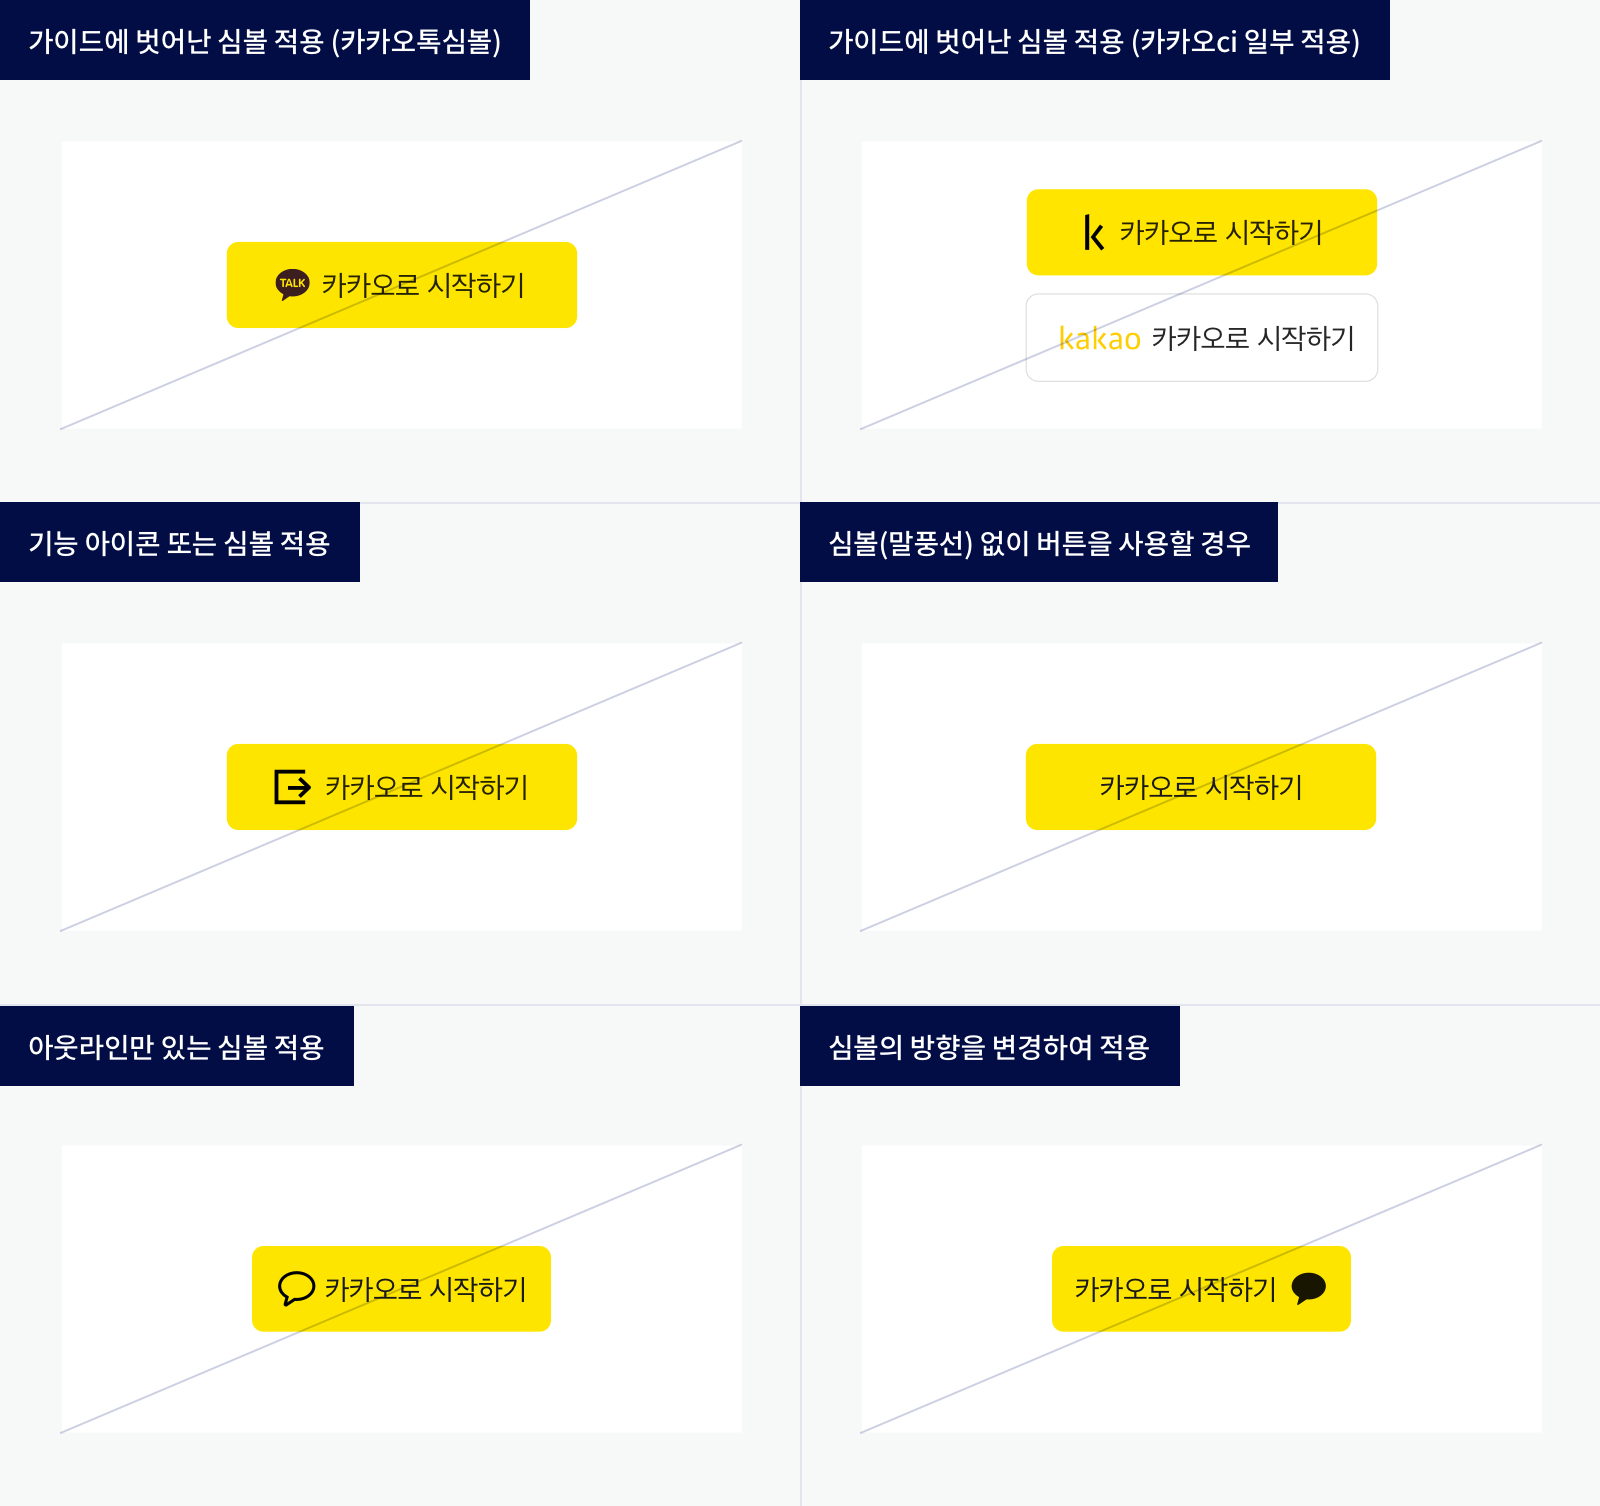 가이드에 벗어난 심볼 적용 (카카오톡심볼)
가이드에 벗어난 심볼 적용 (카카오ci 일부 적용)
TALK 카카오로 시작하기
k 카카오로 시작하기
kakao 카카오로 시작하기
기능 아이콘 또는 심볼 적용
심볼(말풍선) 없이 버튼을 사용할 경우
카카오로 시작하기
카카오로 시작하기
아웃라인만 있는 심볼 적용
심볼의 방향을 변경하여 적용
카카오로 시작하기
카카오로 시작하기